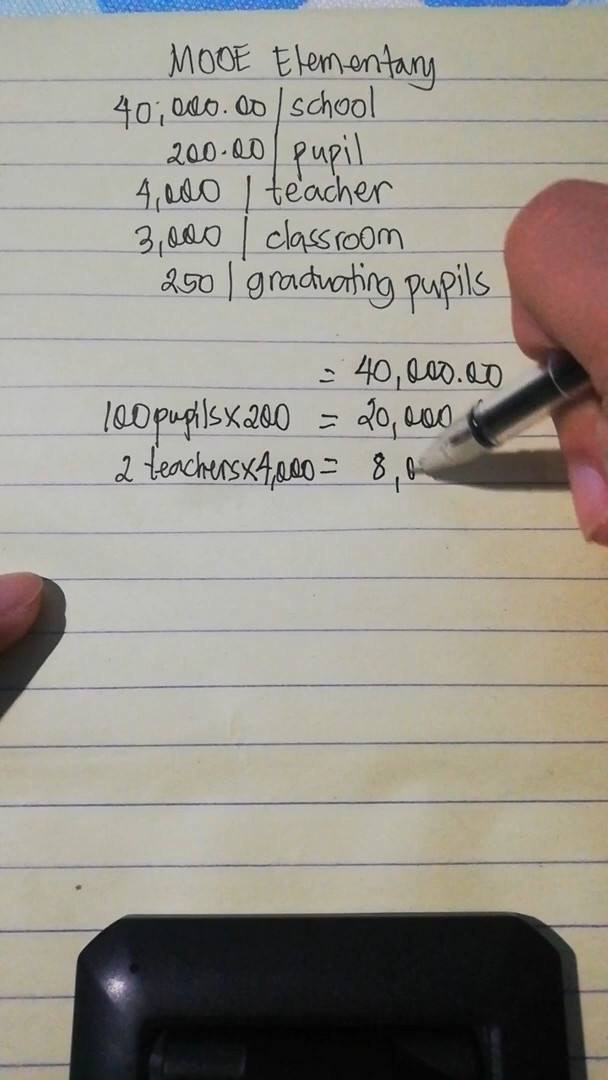 MOOE Elementary
40,000.00 / school
200.00 / pupil
4,000 / teacher
3,000 / classroom
250 / graduating pupils
= 40,000.00
100 pupils x 200 = 20,000
2 teachers x 4,000 = 8,0